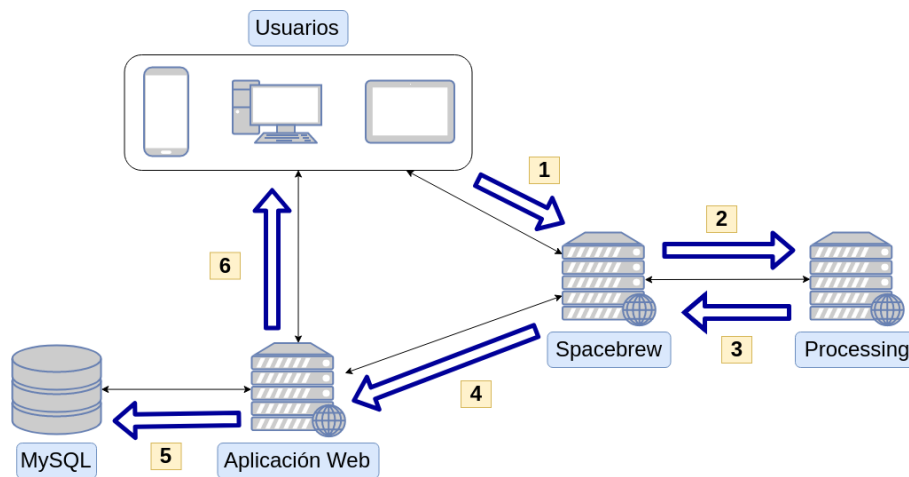 Usuarios
1
2
6
Spacebrew
3
Processing
4
MySQL
5
Aplicación Web